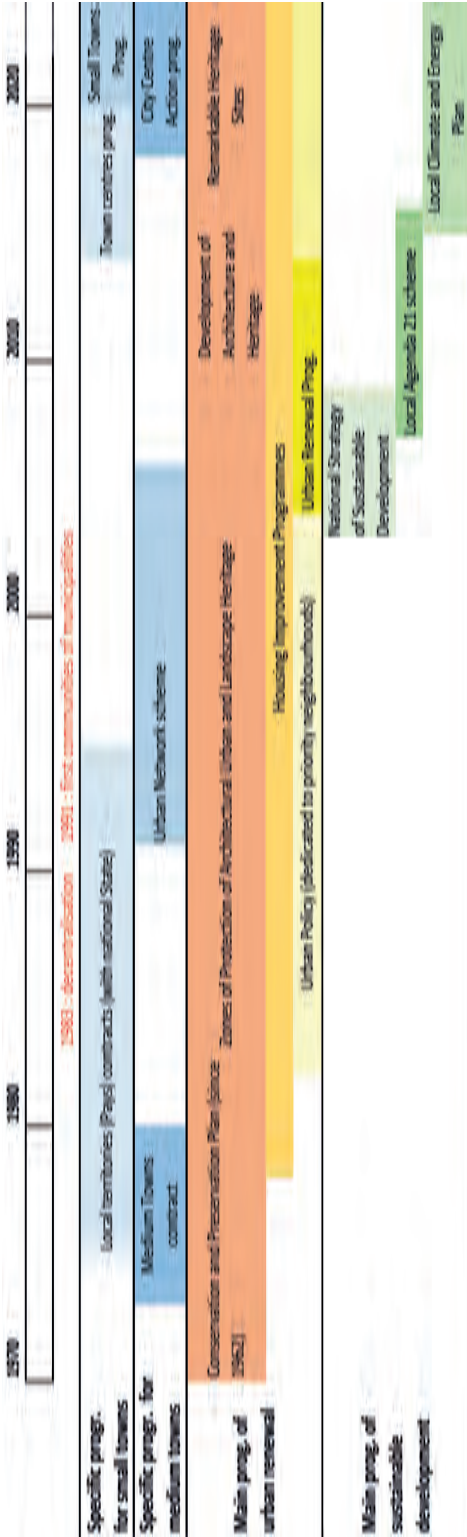 1970 1980 1990 2000 2010 2020
1983 : decentralisation 1991 : first communities of municipalities
Specific progr.
for small towns
Local territories (Pays) contracts (with national State)
Town centres prog.
Small Towns
Prog.
Specific progr. for
medium towns
Medium Towns
contract
Urban Network scheme
City Centre
Action prog.
Main prog. of
urban renewal
Conservation and Preservation Plan (since
1962)
Zones of Protection of Architectural Urban and Landscape Heritage
Development of
Architecture and
Heritage
Remarkable Heritage
Sites
Housing Improvement Programmes
Urban Policy (dedicated to priority neighbourhoods)
Urban Renewal Prog.
Main prog. of
sustainable
development
National Strategy
of Sustainable
Development
Local Agenda 21 scheme
Local Climate and Energy
Plan